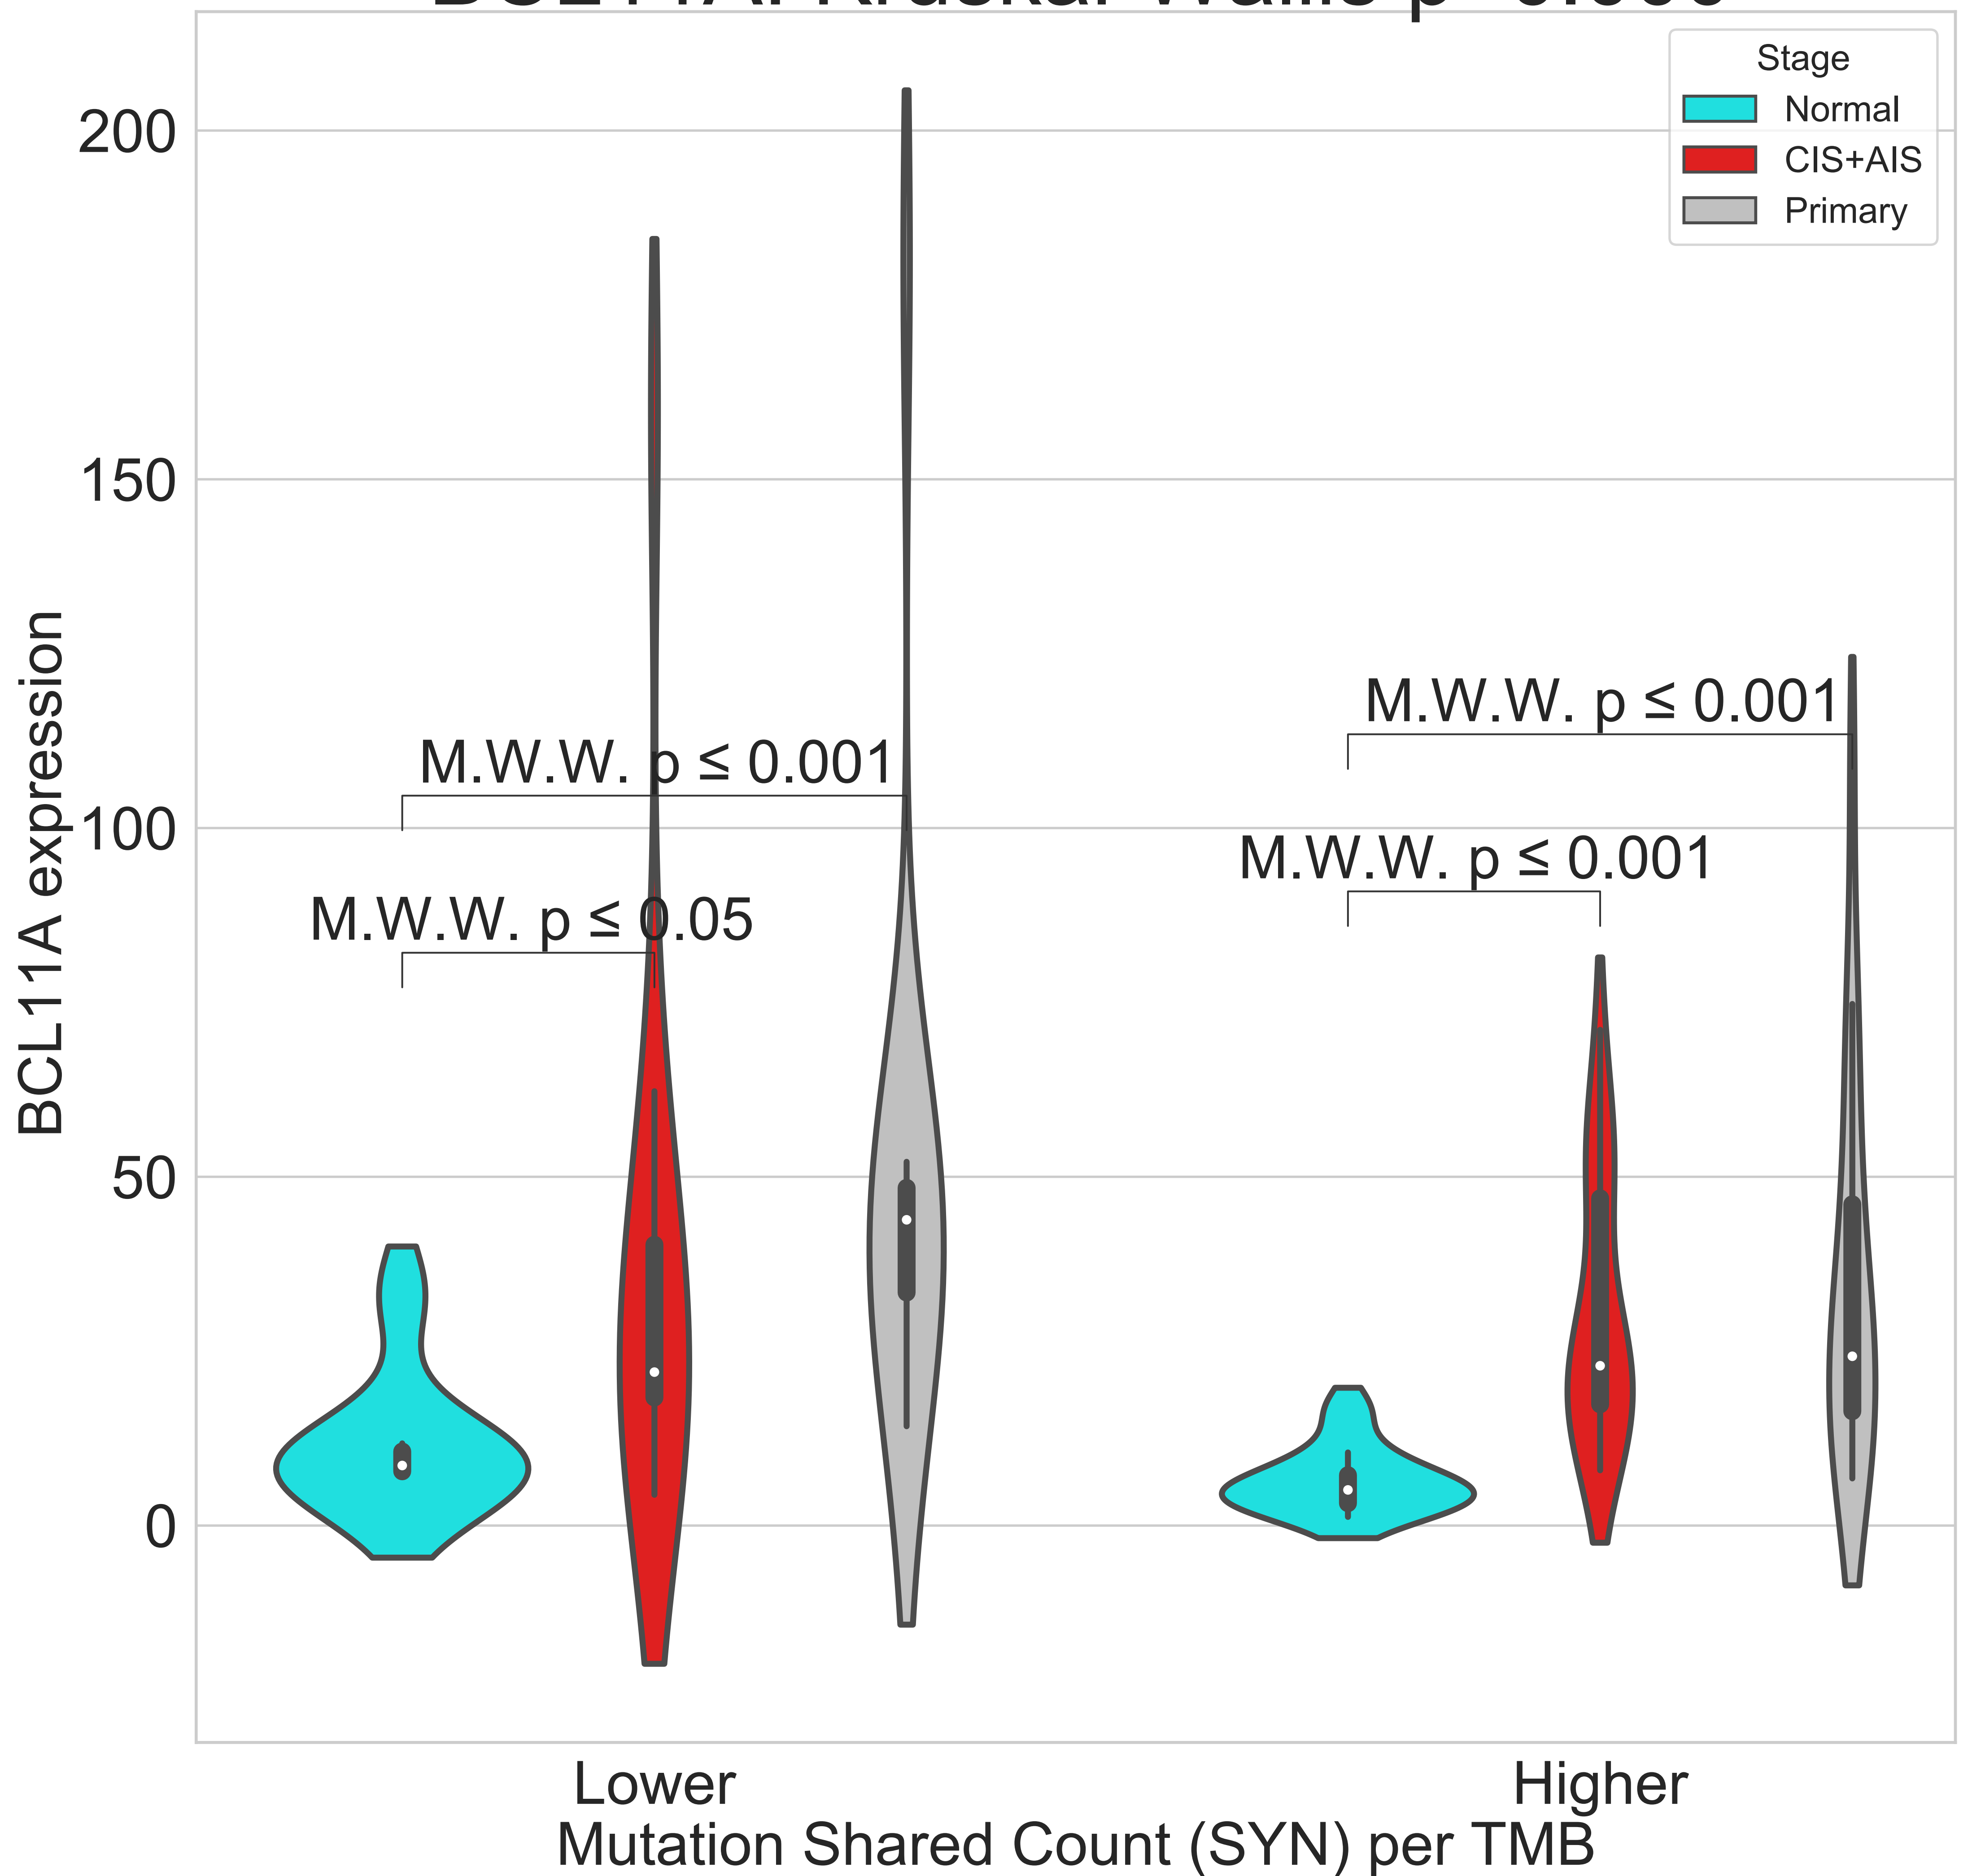 Stage
Normal
CIS+AIS
Primary
200
150
100
50
0
BCL11A expression
M.W.W. p ≤ 0.001
M.W.W. p ≤ 0.05
M.W.W. p ≤ 0.001
M.W.W. p ≤ 0.001
Lower
Higher
Mutation Shared Count (SYN) per TMB